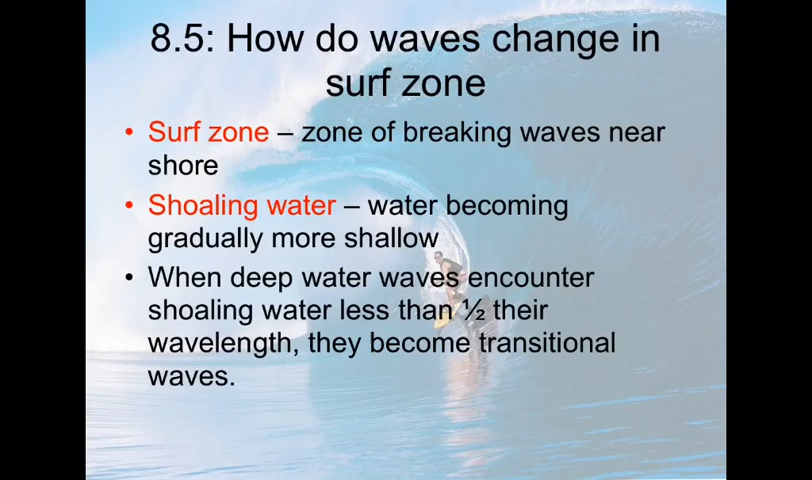 8.5: How do waves change in
surf zone
• Surf zone – zone of breaking waves near
shore
• Shoaling water – water becoming
gradually more shallow
• When deep water waves encounter
shoaling water less than ½ their
wavelength, they become transitional
waves.